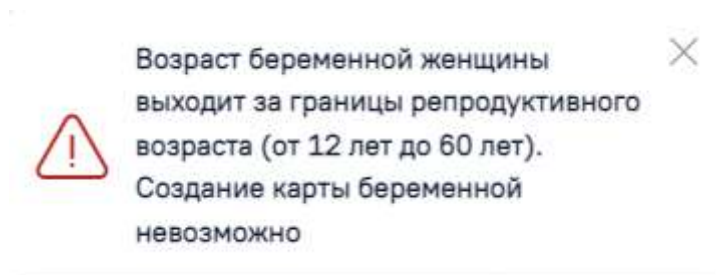 Возраст беременной женщины
выходит за границы репродуктивного
возраста (от 12 лет до 60 лет).
Создание карты беременной
невозможно